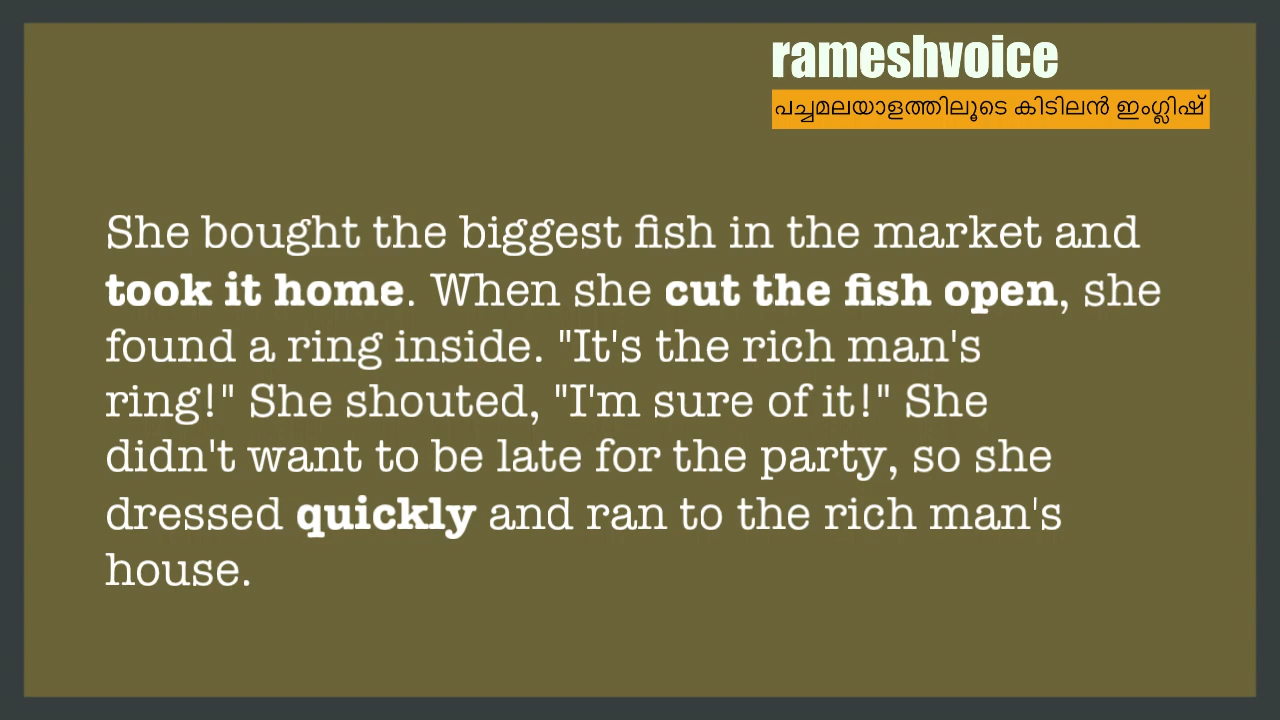 rameshvoice
പച്ചമലയാളത്തിലൂടെ കിടിലൻ ഇംഗ്ലിഷ്
She bought the biggest fish in the market and
took it home. When she cut the fish open, she
found a ring inside. "It's the rich man's
ring!" She shouted, "I'm sure of it!" She
didn't want to be late for the party, so she
dressed quickly and ran to the rich man's
house.